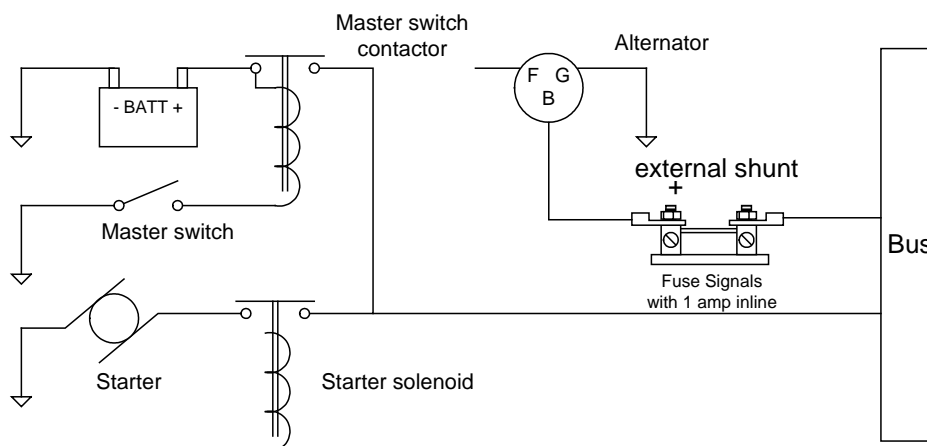 Master switch
contactor
Alternator
- BATT +
F G
B
external shunt
+
Master switch
Bus
Fuse Signals
with 1 amp inline
Starter
Starter solenoid